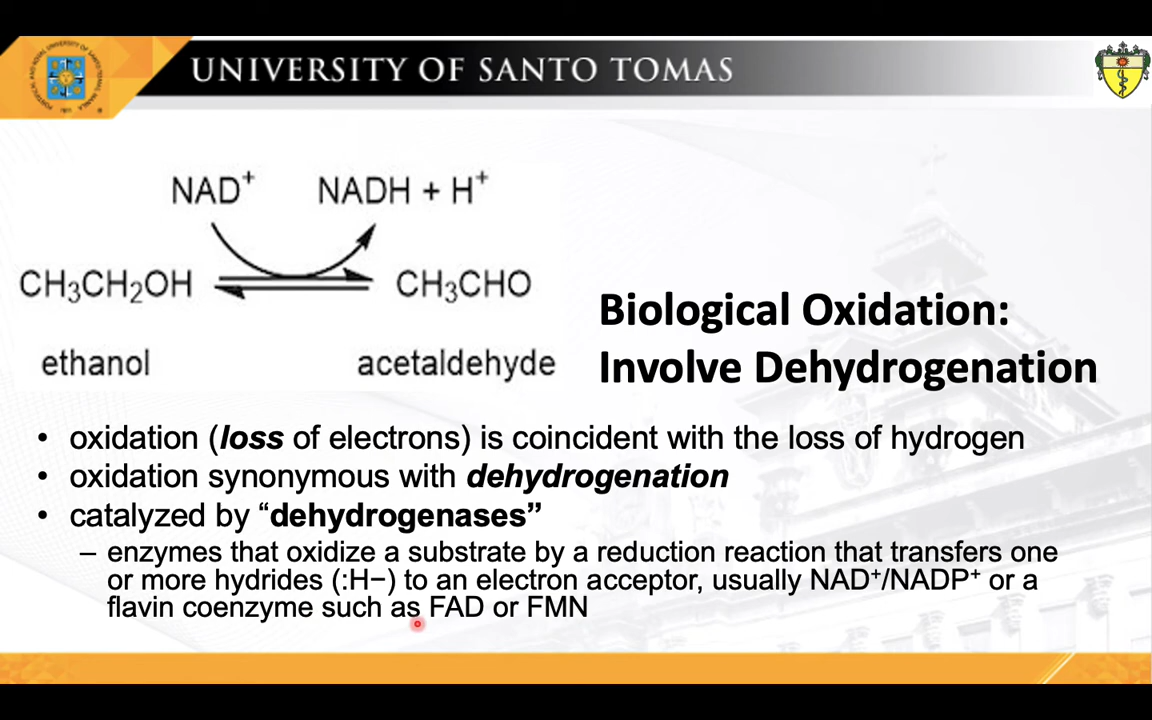 UNIVERSITY OF SANTO TOMAS
NAD⁺ NADH + H⁺
CH₃CH₂OH CH₃CHO
ethanol acetaldehyde
Biological Oxidation:
Involve Dehydrogenation
• oxidation (loss of electrons) is coincident with the loss of hydrogen
• oxidation synonymous with dehydrogenation
• catalyzed by “dehydrogenases”
– enzymes that oxidize a substrate by a reduction reaction that transfers one
or more hydrides (:H−) to an electron acceptor, usually NAD⁺/NADP⁺ or a
flavin coenzyme such as FAD or FMN